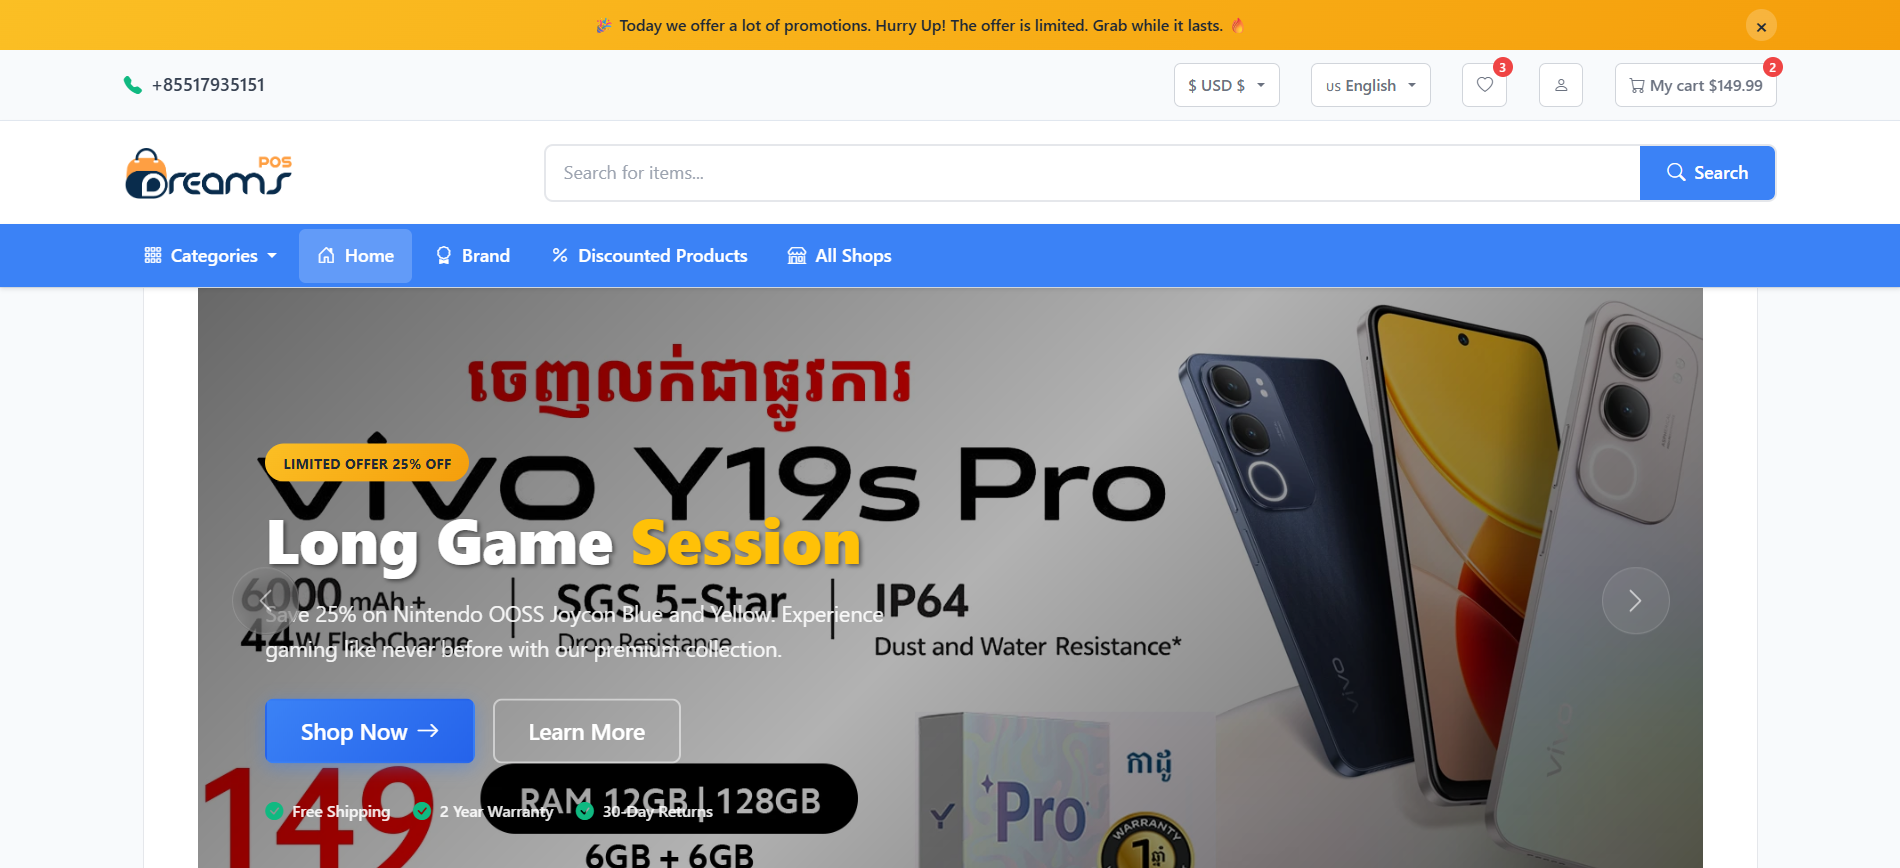 🎉 Today we offer a lot of promotions. Hurry Up! The offer is limited. Grab while it lasts. 🔥
+85517935151
$ USD $
us English
3
My cart $149.99
2
POS
Dreams
Search for items...
Search
Categories
Home
Brand
Discounted Products
All Shops
ចេញលក់ជាផ្លូវការ
LIMITED OFFER 25% OFF
vivo Y19s Pro
Long Game Session
6000 mAh +
44W FlashCharge
SGS 5-Star
Drop Resistance
IP64
Dust and Water Resistance*
Save 25% on Nintendo OOSS Joycon Blue and Yellow. Experience
gaming like never before with our premium collection.
Shop Now
Learn More
149
RAM 12GB | 128GB
Free Shipping
2 Year Warranty
30-Day Returns
6GB + 6GB
កាដូ
Pro
WARRANTY
1ឆ្នាំ
vivo
vivo